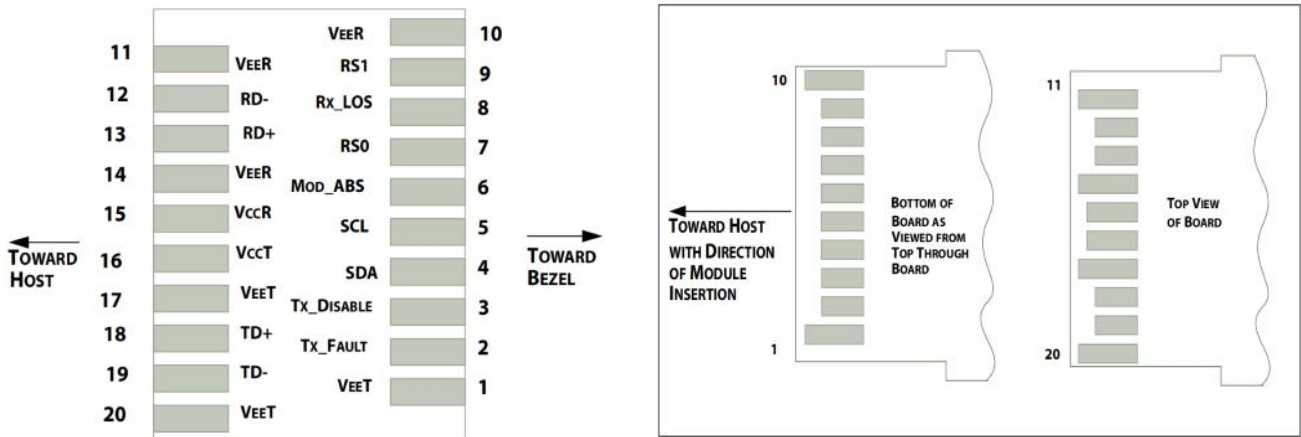 11 VEER
12 RD-
13 RD+
14 VEER
15 VCCR
16 VCCT
17 VEET
18 TD+
19 TD-
20 VEET
VEER 10
RS1 9
RX_LOS 8
RS0 7
MOD_ABS 6
SCL 5
SDA 4
TX_DISABLE 3
TX_FAULT 2
VEET 1
TOWARD
HOST
TOWARD
BEZEL
TOWARD HOST
WITH DIRECTION
OF MODULE
INSERTION
10
1
BOTTOM OF
BOARD AS
VIEWED FROM
TOP THROUGH
BOARD
11
20
TOP VIEW
OF BOARD